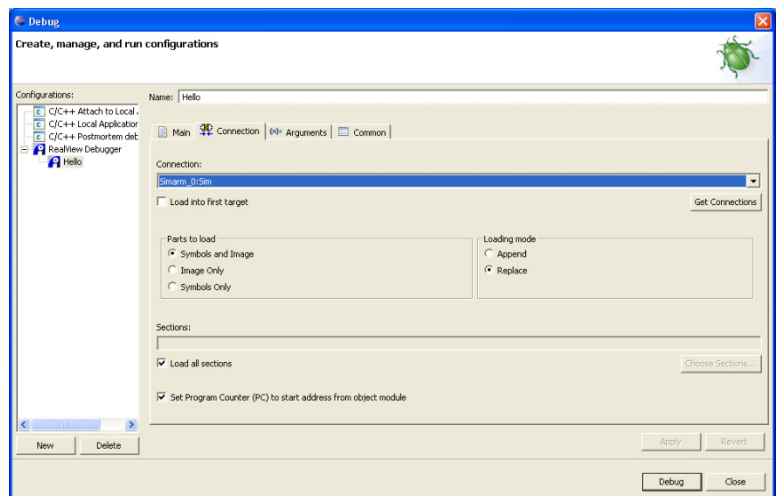 Debug
Create, manage, and run configurations
Configurations:
C/C++ Attach to Local
C/C++ Local Application
C/C++ Postmortem deb
RealView Debugger
Hello
New Delete
Name: Hello
Main Connection Arguments Common
Connection:
Simarm_0:Sim
Load into first target Get Connections
Parts to load
Symbols and Image
Image Only
Symbols Only
Loading mode
Append
Replace
Sections:
Load all sections Choose Sections...
Set Program Counter (PC) to start address from object module
Apply Revert
Debug Close